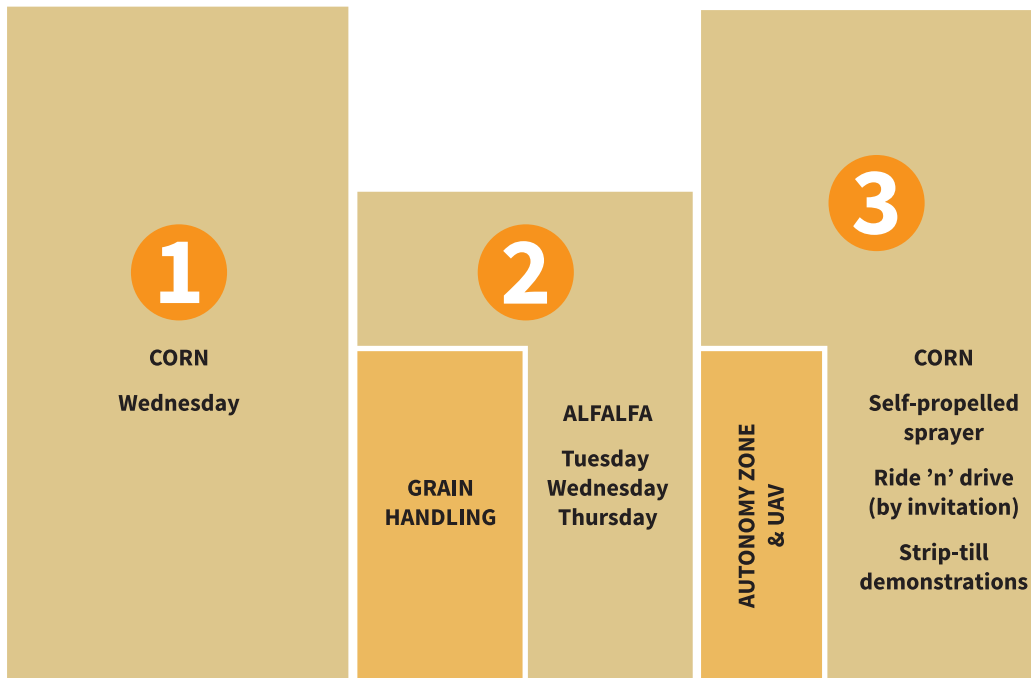 1
CORN
Wednesday
2
GRAIN
HANDLING
ALFALFA
Tuesday
Wednesday
Thursday
3
AUTONOMY ZONE
& UAV
CORN
Self-propelled
sprayer
Ride ’n’ drive
(by invitation)
Strip-till
demonstrations